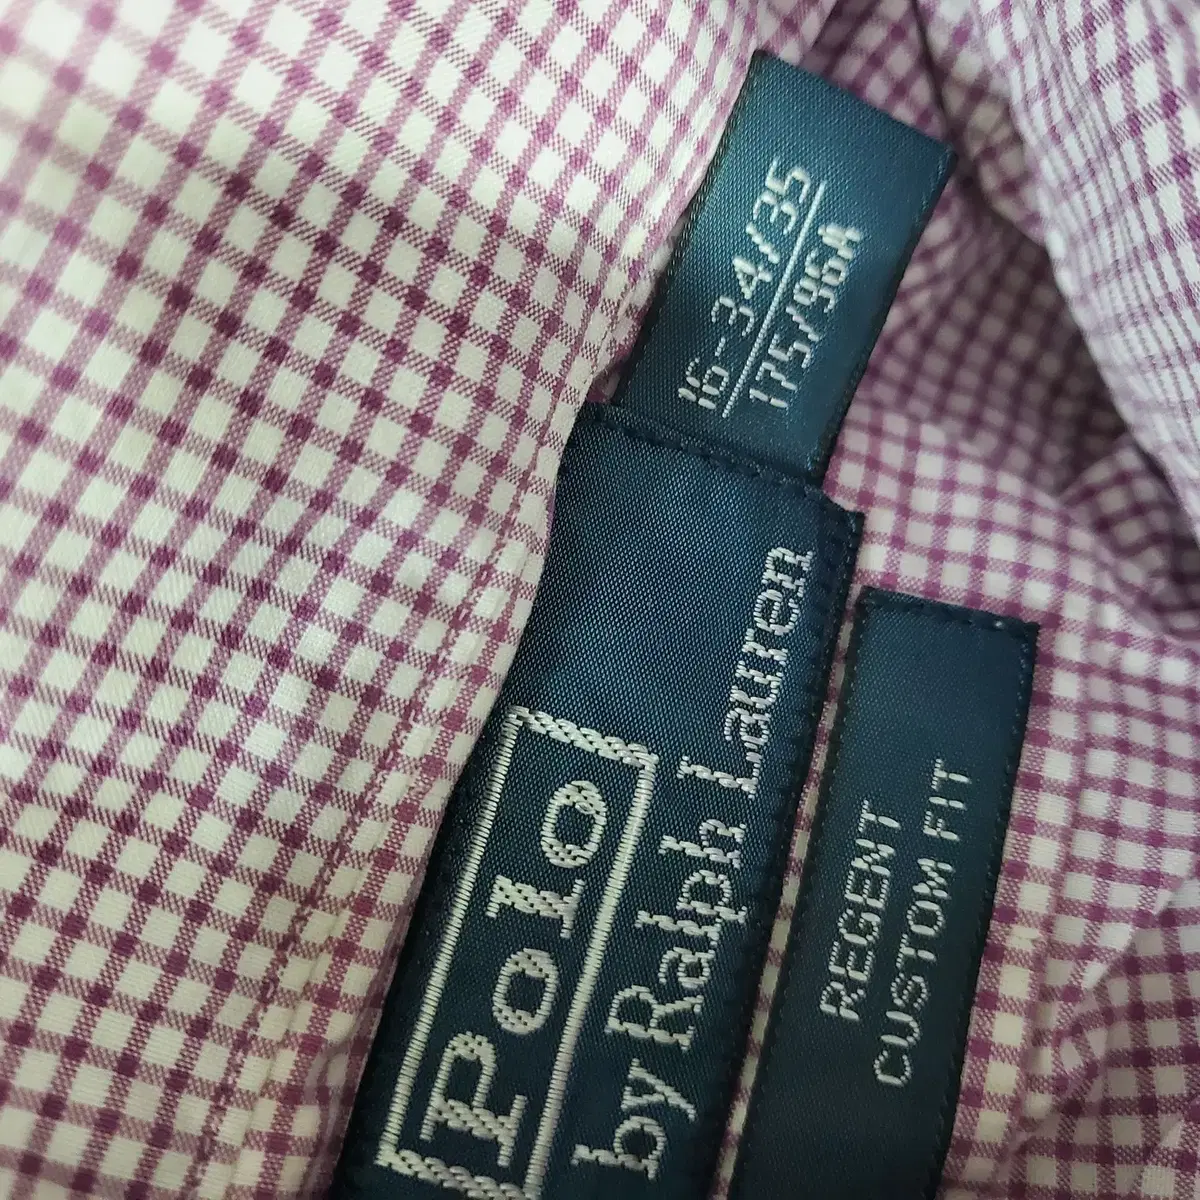 16-34/35
175/96A
Polo
by Ralph Lauren
REGENT
CUSTOM FIT